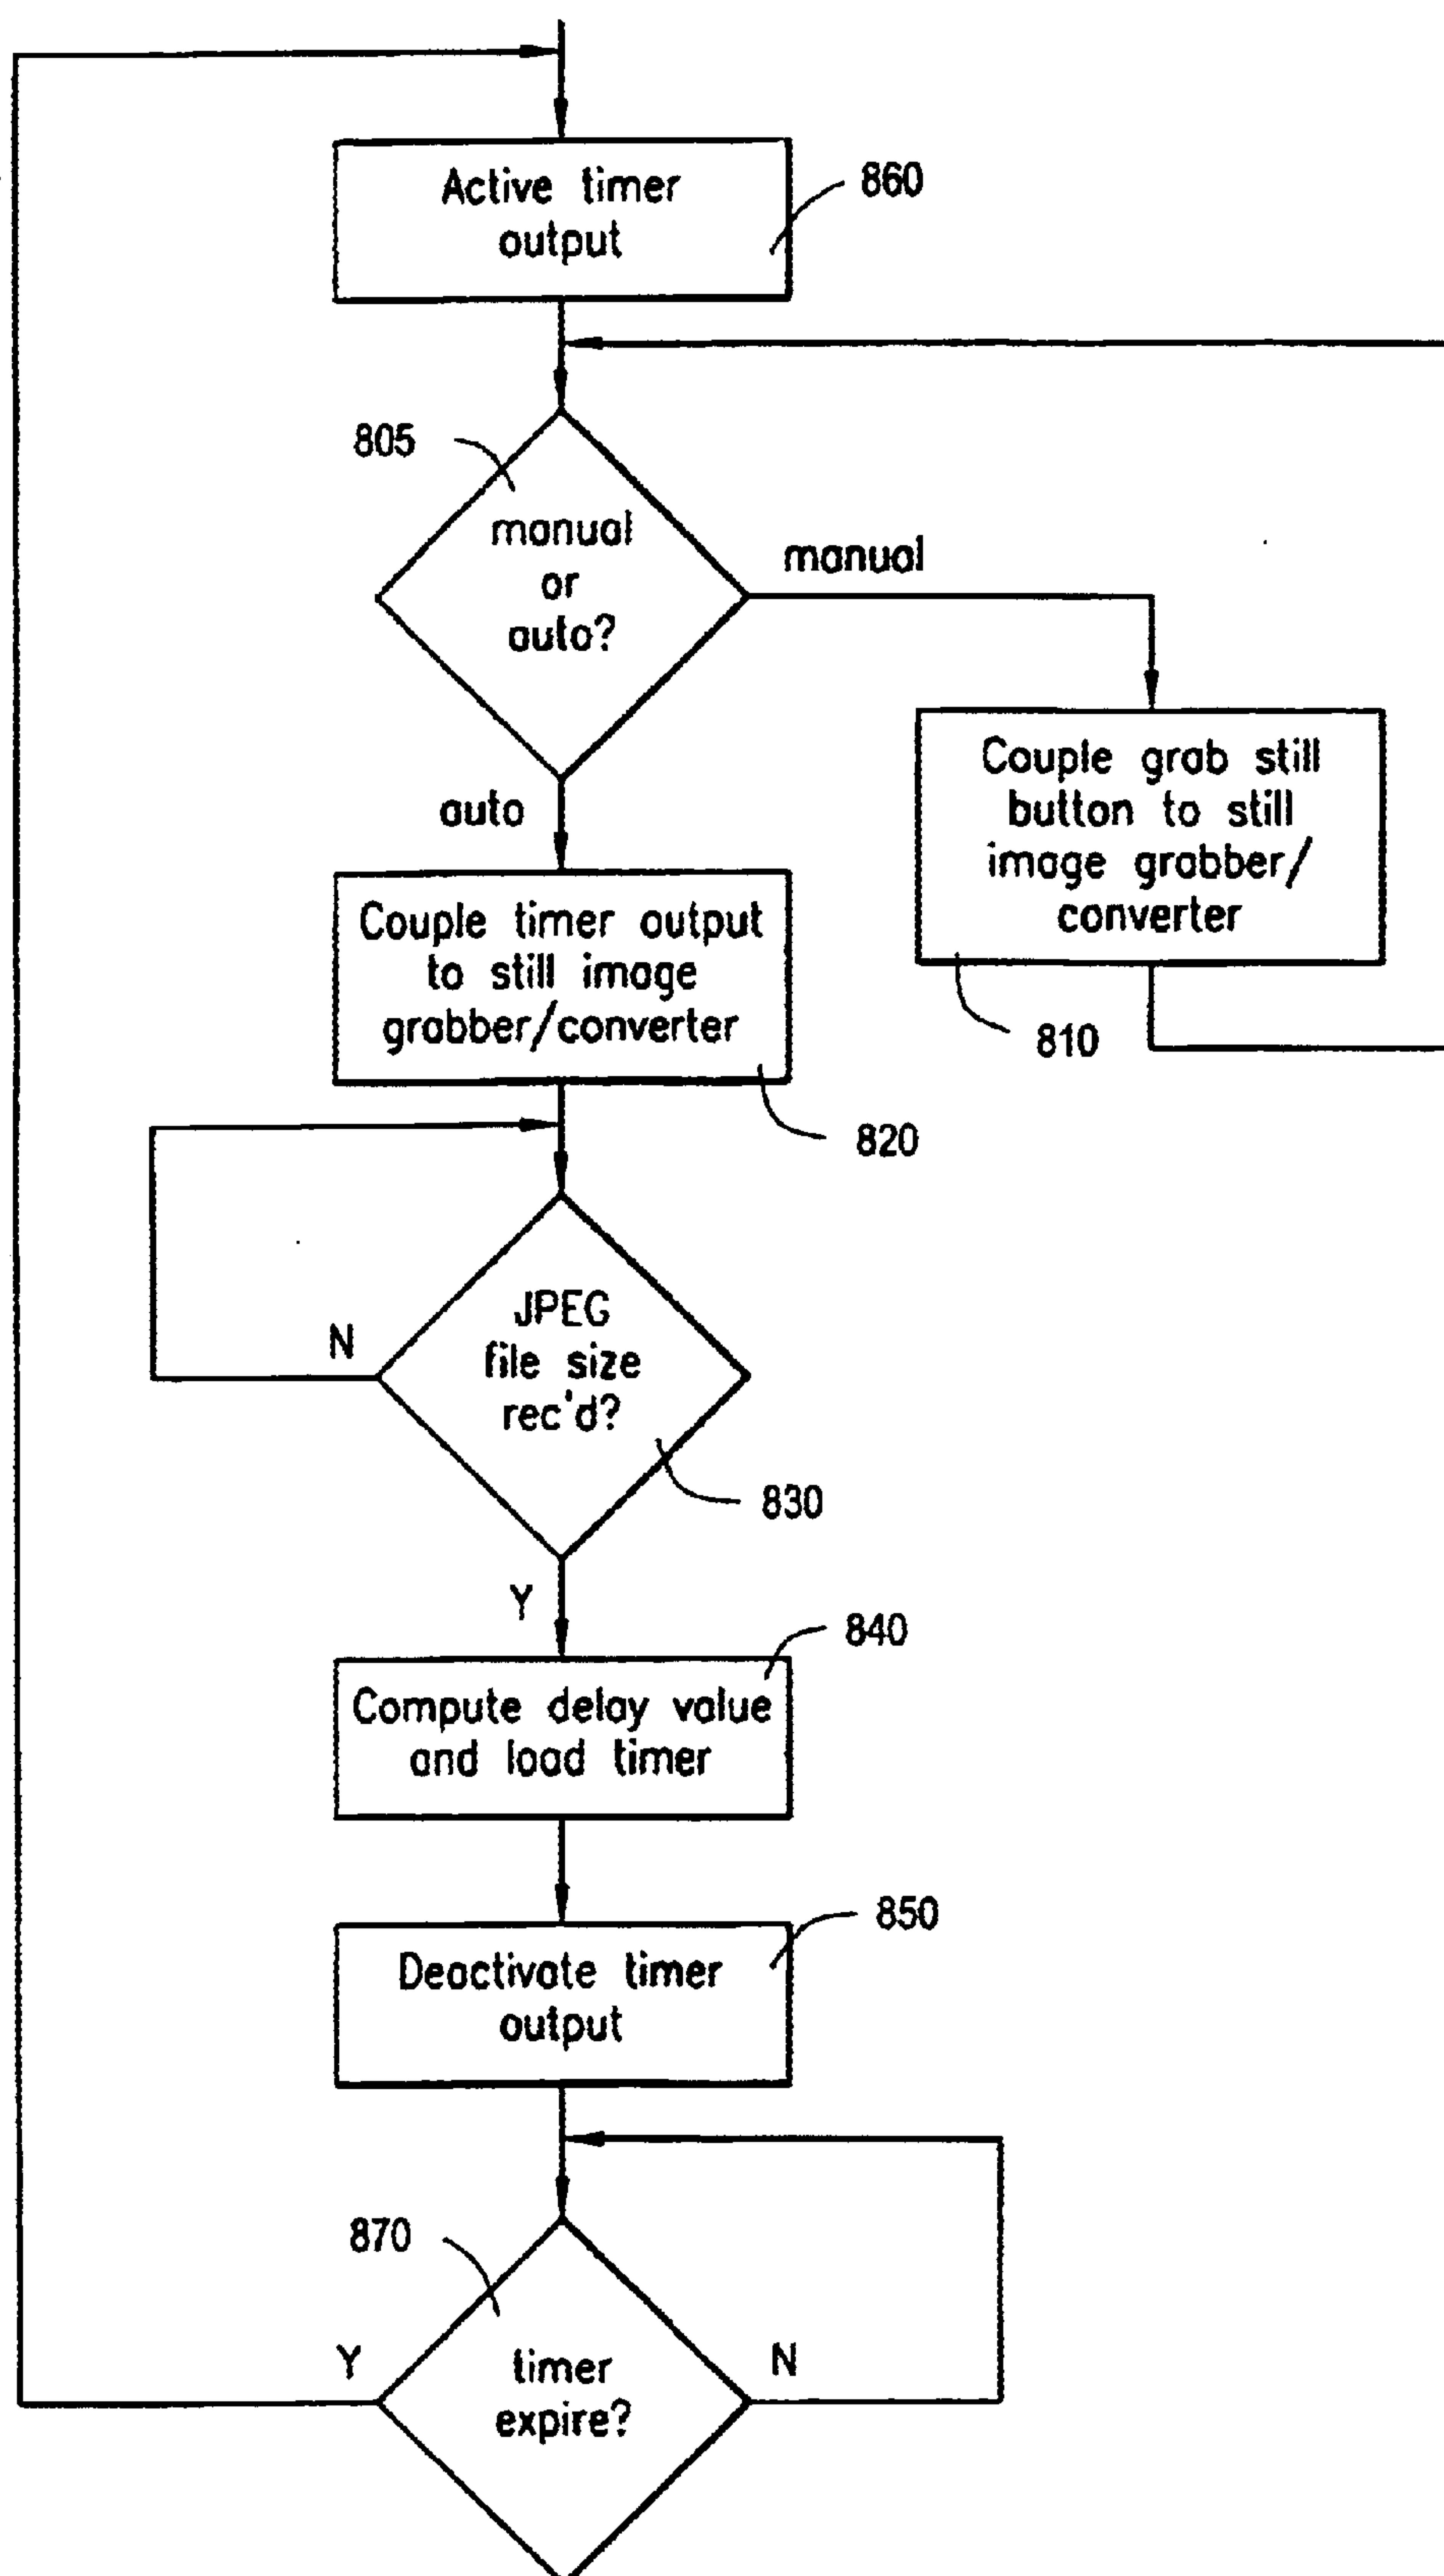 Active timer
output
860
805
manual
or
auto?
manual
auto
Couple grab still
button to still
image grabber/
converter
810
Couple timer output
to still image
grabber/converter
820
JPEG
file size
rec'd?
N
830
Y
840
Compute delay value
and load timer
850
Deactivate timer
output
870
Y
timer
expire?
N